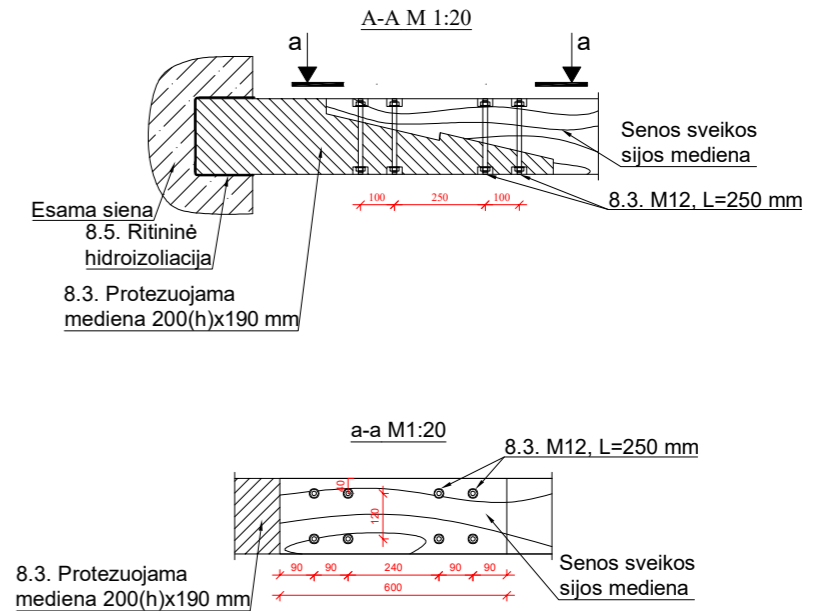 A-A M 1:20
a
a
Senos sveikos
sijos mediena
8.3. M12, L=250 mm
100
250
100
Esama siena
8.5. Ritininė
hidroizoliacija
8.3. Protezuojama
mediena 200(h)x190 mm
a-a M1:20
8.3. M12, L=250 mm
40
120
90
90
240
90
90
600
8.3. Protezuojama
mediena 200(h)x190 mm
Senos sveikos
sijos mediena